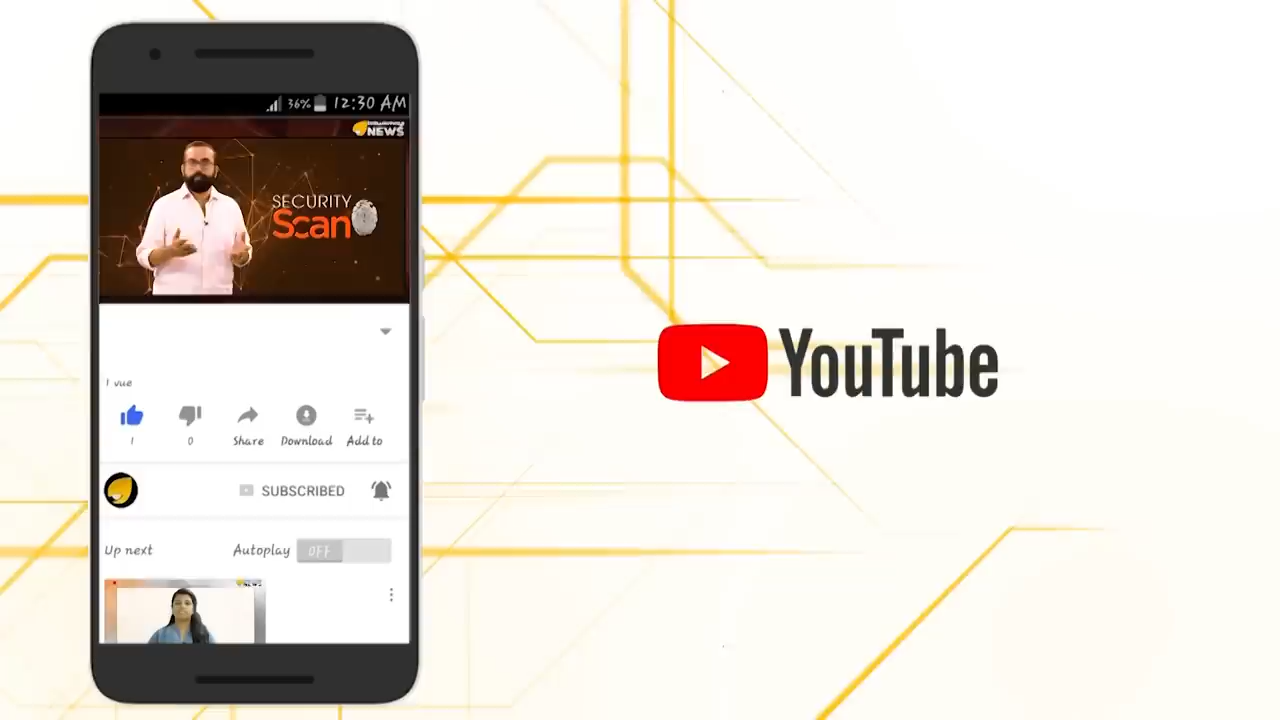 36% 12:30 AM
NEWS
SECURITY
Scan
1 vue
1 0 Share Download Add to
SUBSCRIBED
Up next Autoplay OFF
YouTube